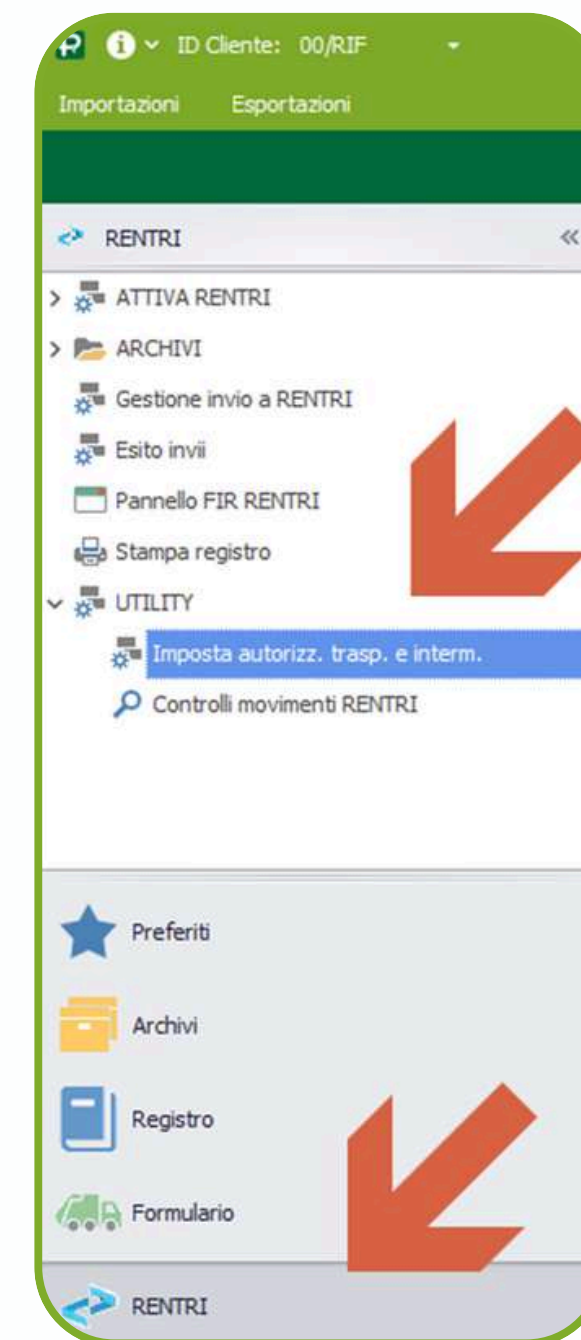 ID Cliente: 00/RIF
Importazioni Esportazioni
RENTRI
ATTIVA RENTRI
ARCHIVI
Gestione invio a RENTRI
Esito invii
Pannello FIR RENTRI
Stampa registro
UTILITY
Imposta autorizz. trasp. e interm.
Controlli movimenti RENTRI
Preferiti
Archivi
Registro
Formulario
RENTRI